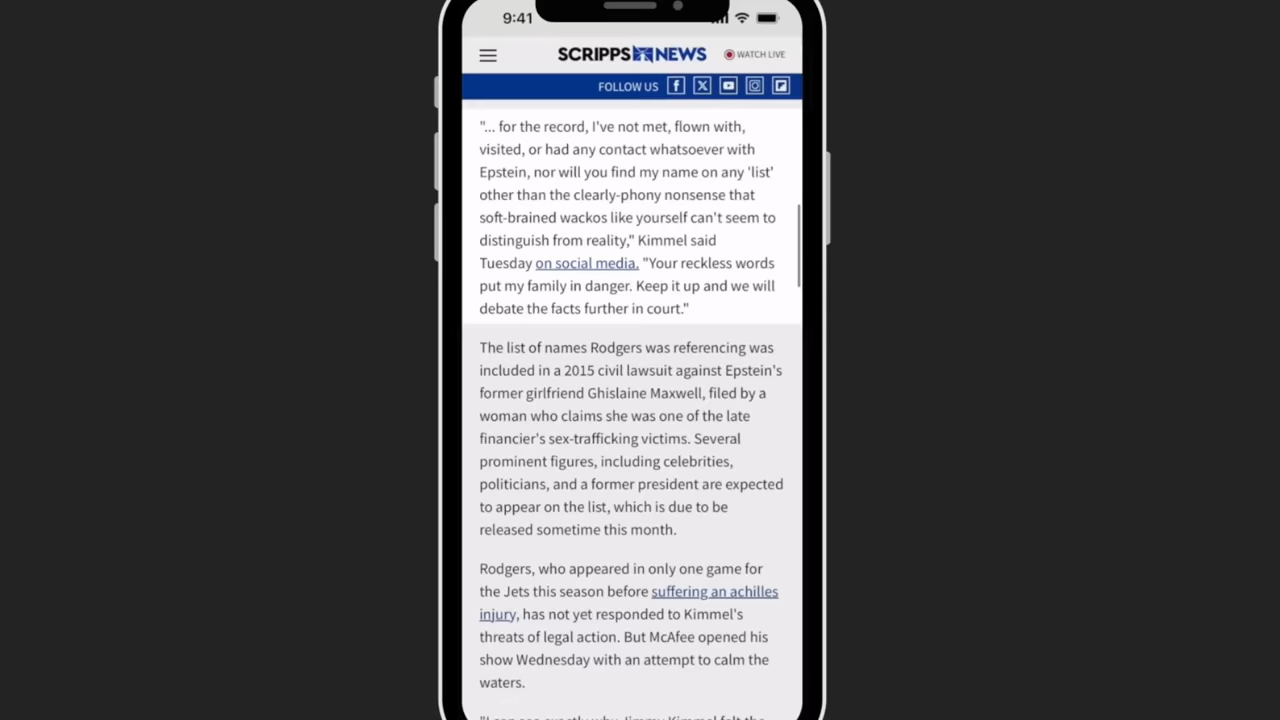 9:41
SCRIPPS NEWS
WATCH LIVE
FOLLOW US
"... for the record, I've not met, flown with,
visited, or had any contact whatsoever with
Epstein, nor will you find my name on any 'list'
other than the clearly-phony nonsense that
soft-brained wackos like yourself can't seem to
distinguish from reality," Kimmel said
Tuesday on social media. "Your reckless words
put my family in danger. Keep it up and we will
debate the facts further in court."
The list of names Rodgers was referencing was
included in a 2015 civil lawsuit against Epstein's
former girlfriend Ghislaine Maxwell, filed by a
woman who claims she was one of the late
financier's sex-trafficking victims. Several
prominent figures, including celebrities,
politicians, and a former president are expected
to appear on the list, which is due to be
released sometime this month.
Rodgers, who appeared in only one game for
the Jets this season before suffering an achilles
injury, has not yet responded to Kimmel's
threats of legal action. But McAfee opened his
show Wednesday with an attempt to calm the
waters.
"I can see exactly why Jimmy Kimmel felt the